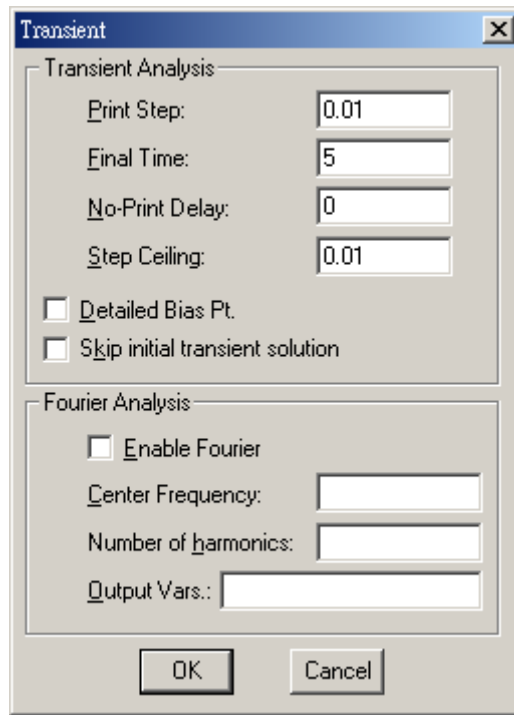 Transient
Transient Analysis
Print Step: 0.01
Final Time: 5
No-Print Delay: 0
Step Ceiling: 0.01
Detailed Bias Pt.
Skip initial transient solution
Fourier Analysis
Enable Fourier
Center Frequency:
Number of harmonics:
Output Vars.:
OK Cancel